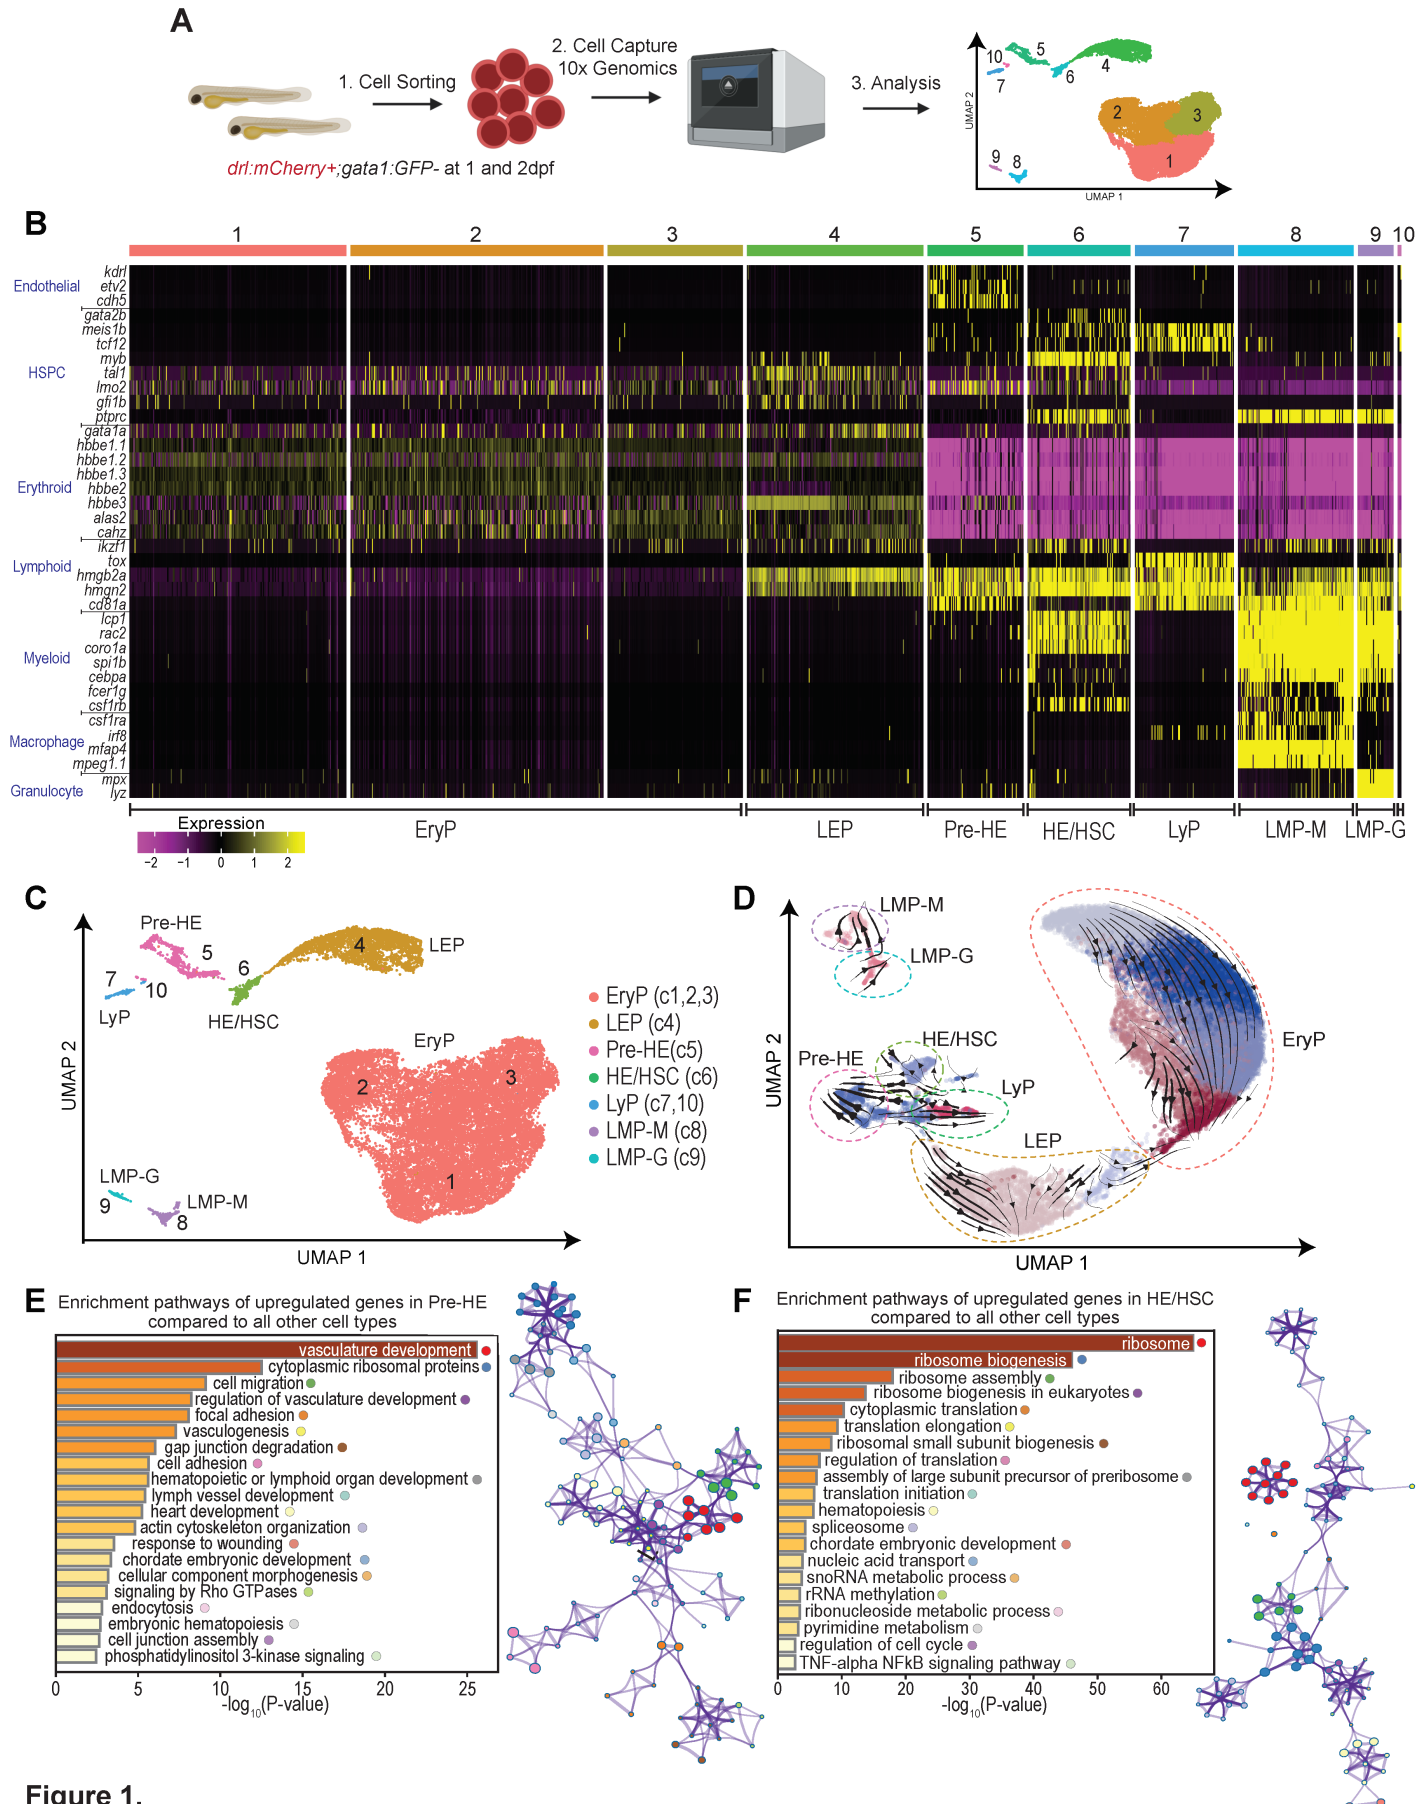 A
1. Cell Sorting
2. Cell Capture
10x Genomics
3. Analysis
drl:mCherry+;gata1:GFP- at 1 and 2dpf
UMAP 2
10
5
7
6
4
2
3
1
9
8
UMAP 1
B
1 2 3 4 5 6 7 8 9 10
Endothelial
kdrl
etv2
cdh5
HSPC
gata2b
meis1b
tcf12
myb
tal1
lmo2
gfi1b
ptprc
Erythroid
gata1a
hbbe1.1
hbbe1.2
hbbe1.3
hbbe2
hbbe3
alas2
cahz
Lymphoid
ikzf1
tox
hmgb2a
hmgn2
cd81a
Myeloid
lcp1
rac2
coro1a
spi1b
cebpa
fcer1g
csf1rb
Macrophage
csf1ra
irf8
mfap4
mpeg1.1
Granulocyte
mpx
lyz
EryP LEP Pre-HE HE/HSC LyP LMP-M LMP-G
Expression
−2 −1 0 1 2
C
Pre-HE
5
4
LEP
7
10
6
LyP
HE/HSC
EryP
2
3
1
LMP-G
9
LMP-M
8
UMAP 2
UMAP 1
EryP (c1,2,3)
LEP (c4)
Pre-HE(c5)
HE/HSC (c6)
LyP (c7,10)
LMP-M (c8)
LMP-G (c9)
D
LMP-M
LMP-G
HE/HSC
Pre-HE
LyP
LEP
EryP
UMAP 2
UMAP 1
E
Enrichment pathways of upregulated genes in Pre-HE
compared to all other cell types
vasculature development
cytoplasmic ribosomal proteins
cell migration
regulation of vasculature development
focal adhesion
vasculogenesis
gap junction degradation
cell adhesion
hematopoietic or lymphoid organ development
lymph vessel development
heart development
actin cytoskeleton organization
response to wounding
chordate embryonic development
cellular component morphogenesis
signaling by Rho GTPases
endocytosis
embryonic hematopoiesis
cell junction assembly
phosphatidylinositol 3-kinase signaling
0 5 10 15 20 25
-log10(P-value)
F
Enrichment pathways of upregulated genes in HE/HSC
compared to all other cell types
ribosome
ribosome biogenesis
ribosome assembly
ribosome biogenesis in eukaryotes
cytoplasmic translation
translation elongation
ribosomal small subunit biogenesis
regulation of translation
assembly of large subunit precursor of preribosome
translation initiation
hematopoiesis
spliceosome
chordate embryonic development
nucleic acid transport
snoRNA metabolic process
rRNA methylation
ribonucleoside metabolic process
pyrimidine metabolism
regulation of cell cycle
TNF-alpha NFkB signaling pathway
0 10 20 30 40 50 60
-log10(P-value)
Figure 1.